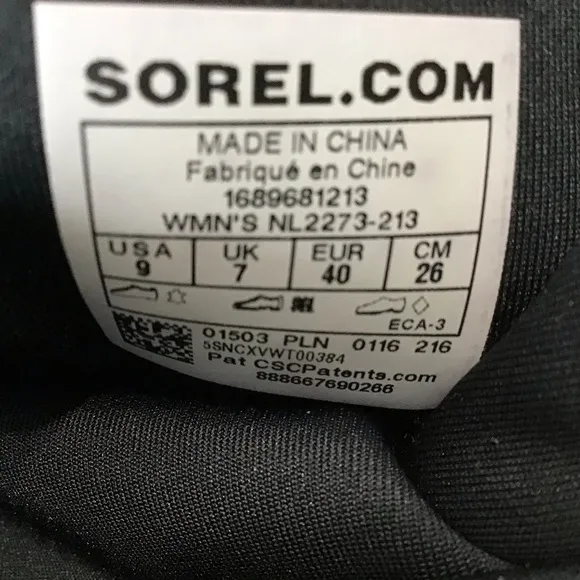 SOREL.COM
MADE IN CHINA
Fabriqué en Chine
1689681213
WMN'S NL2273-213
USA UK EUR CM
9 7 40 26
ECA-3
01503 PLN 0116 216
5SNCXVWT00384
Pat CSCPatents.com
888667690266